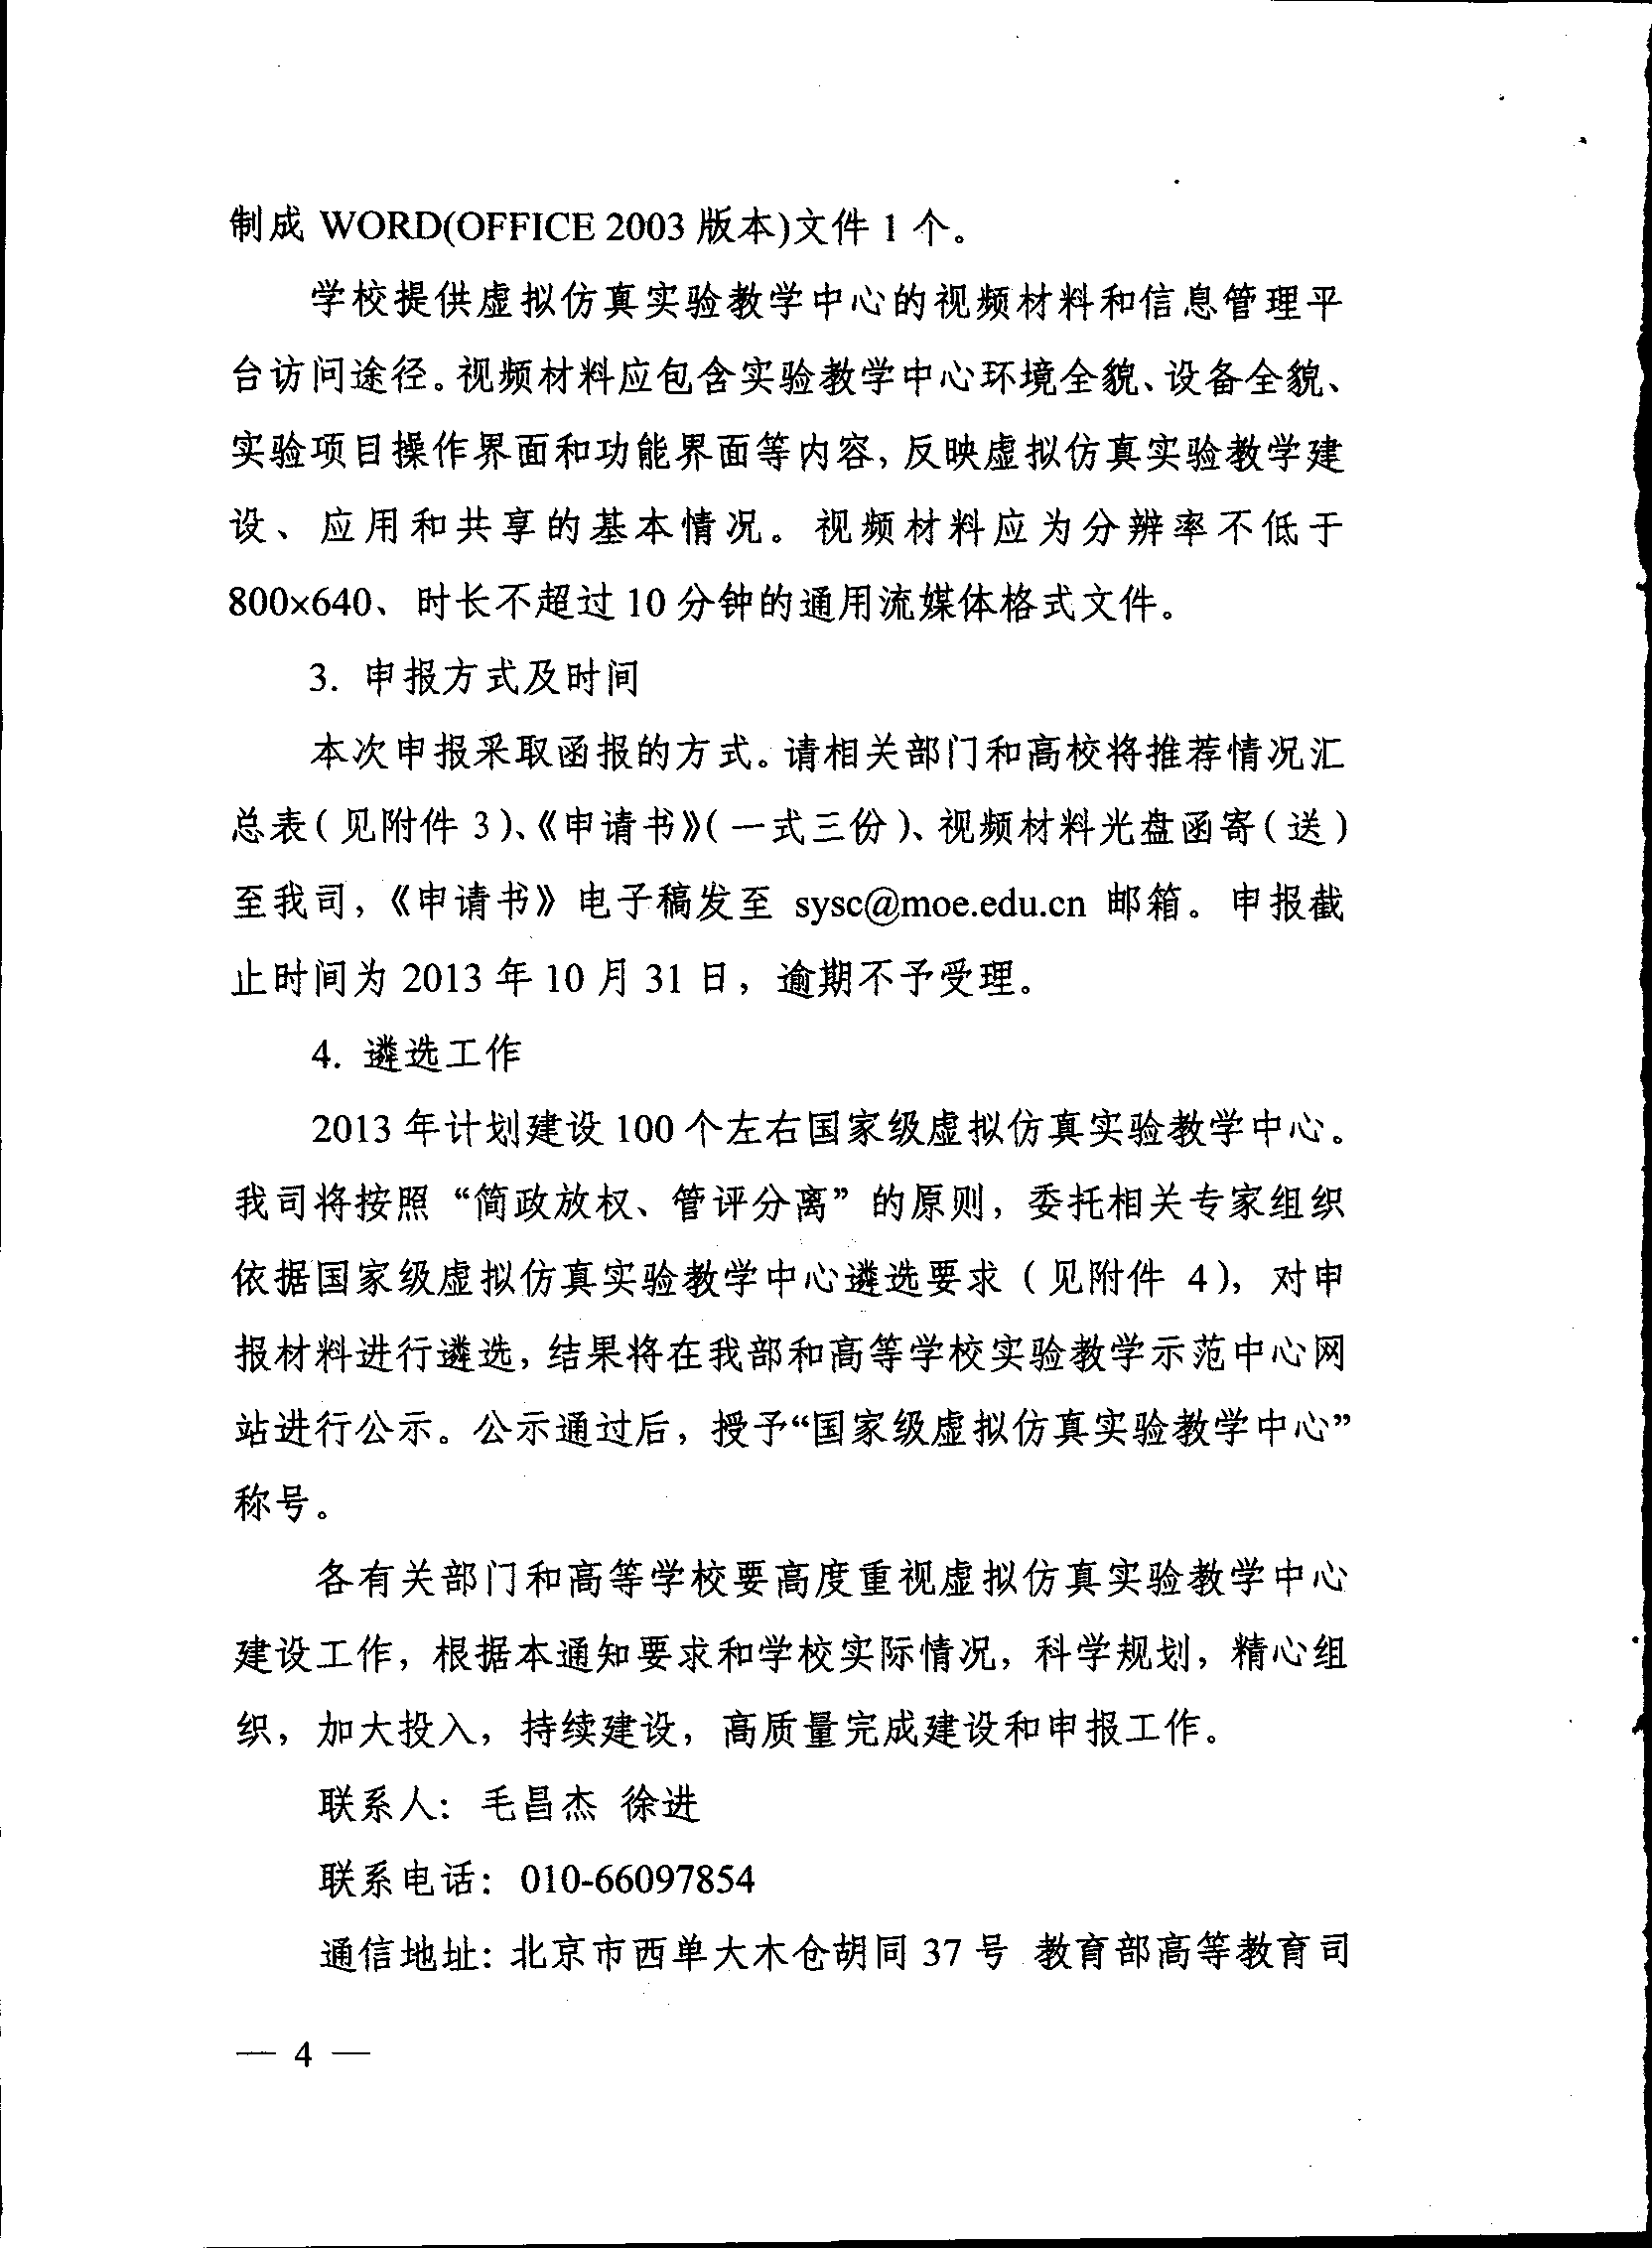 制成 WORD(OFFICE 2003 版本)文件 1 个。
学校提供虚拟仿真实验教学中心的视频材料和信息管理平
台访问途径。视频材料应包含实验教学中心环境全貌、设备全貌、
实验项目操作界面和功能界面等内容，反映虚拟仿真实验教学建
设、应用和共享的基本情况。视频材料应为分辨率不低于
800×640、时长不超过 10 分钟的通用流媒体格式文件。
3. 申报方式及时间
本次申报采取函报的方式。请相关部门和高校将推荐情况汇
总表（见附件 3）、《申请书》（一式三份）、视频材料光盘函寄（送）
至我司，《申请书》电子稿发至 sysc@moe.edu.cn 邮箱。申报截
止时间为 2013 年 10 月 31 日，逾期不予受理。
4. 遴选工作
2013 年计划建设 100 个左右国家级虚拟仿真实验教学中心。
我司将按照“简政放权、管评分离”的原则，委托相关专家组织
依据国家级虚拟仿真实验教学中心遴选要求（见附件 4），对申
报材料进行遴选，结果将在我部和高等学校实验教学示范中心网
站进行公示。公示通过后，授予“国家级虚拟仿真实验教学中心”
称号。
各有关部门和高等学校要高度重视虚拟仿真实验教学中心
建设工作，根据本通知要求和学校实际情况，科学规划，精心组
织，加大投入，持续建设，高质量完成建设和申报工作。
联系人：毛昌杰 徐进
联系电话：010-66097854
通信地址：北京市西单大木仓胡同 37 号 教育部高等教育司
— 4 —